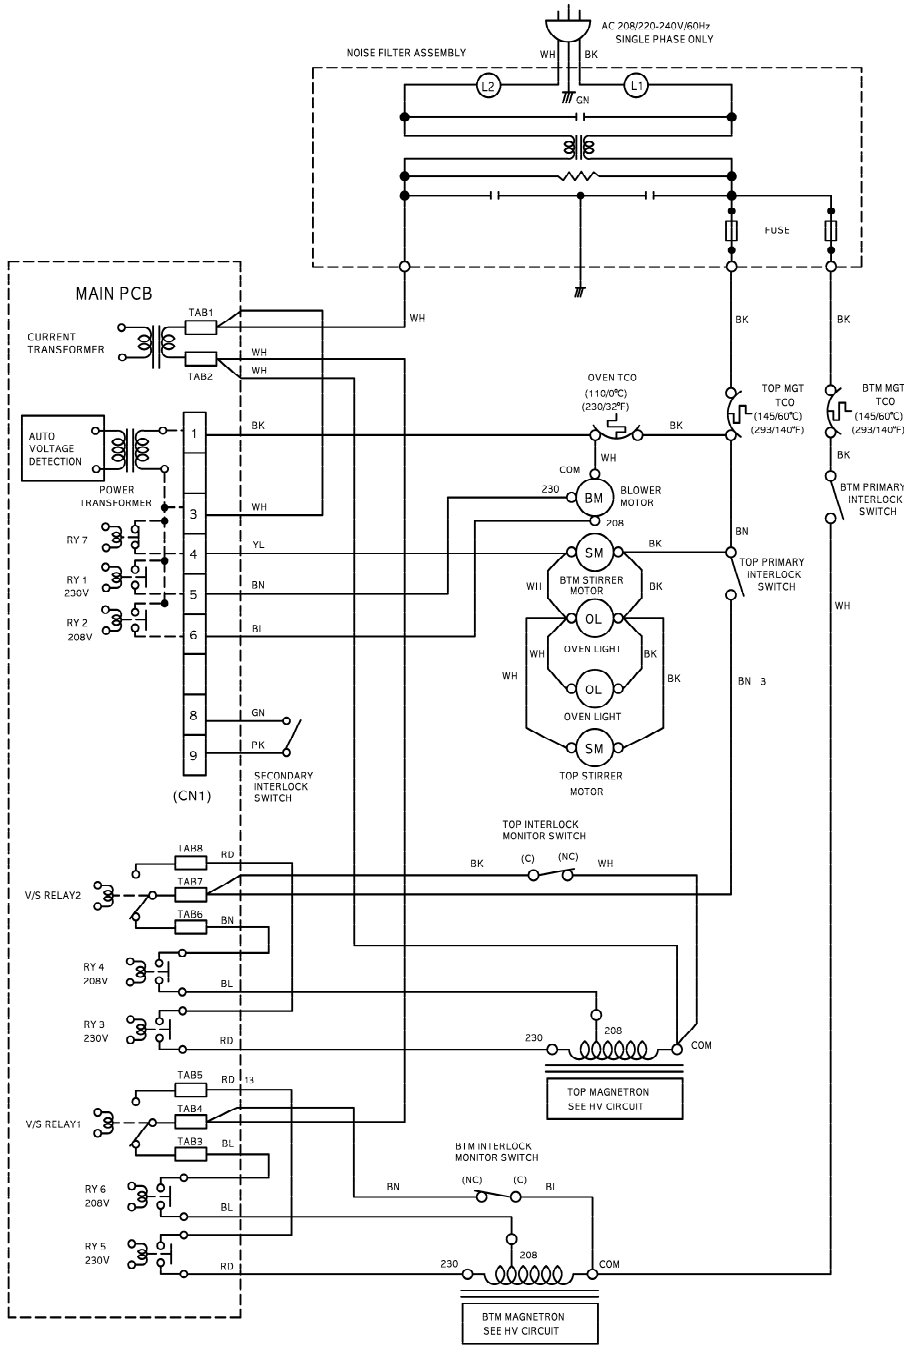 AC 208/220-240V/60Hz
SINGLE PHASE ONLY
NOISE FILTER ASSEMBLY
WH
BK
L2
L1
GN
FUSE
MAIN PCB
TAB1
CURRENT
TRANSFORMER
TAB2
WH
WH
WH
BK
BK
OVEN TCO
(110/0°C)
(230/32°F)
TOP MGT
TCO
(145/60°C)
(293/140°F)
BTM MGT
TCO
(145/60°C)
(293/140°F)
AUTO
VOLTAGE
DETECTION
1
BK
BK
WH
BK
POWER
TRANSFORMER
COM
230
BM
BLOWER
MOTOR
208
BTM PRIMARY
INTERLOCK
SWITCH
3
WH
RY 7
4
YL
SM
BK
BN
BTM STIRRER
MOTOR
TOP PRIMARY
INTERLOCK
SWITCH
RY 1
230V
5
BN
WH
BK
WH
RY 2
208V
6
BL
OL
OVEN LIGHT
WH
BK
WH
BK
BN 3
OL
OVEN LIGHT
8
GN
SM
9
PK
SECONDARY
INTERLOCK
SWITCH
TOP STIRRER
MOTOR
(CN1)
TOP INTERLOCK
MONITOR SWITCH
TAB8
RD
BK
(C)
(NC)
WH
V/S RELAY2
TAB7
TAB6
BN
RY 4
208V
BL
RY 3
230V
RD
230
208
COM
TOP MAGNETRON
SEE HV CIRCUIT
TAB5
RD 13
V/S RELAY1
TAB4
TAB3
BL
BTM INTERLOCK
MONITOR SWITCH
RY 6
208V
BN
(NC)
(C)
BL
BL
RY 5
230V
RD
230
208
COM
BTM MAGNETRON
SEE HV CIRCUIT